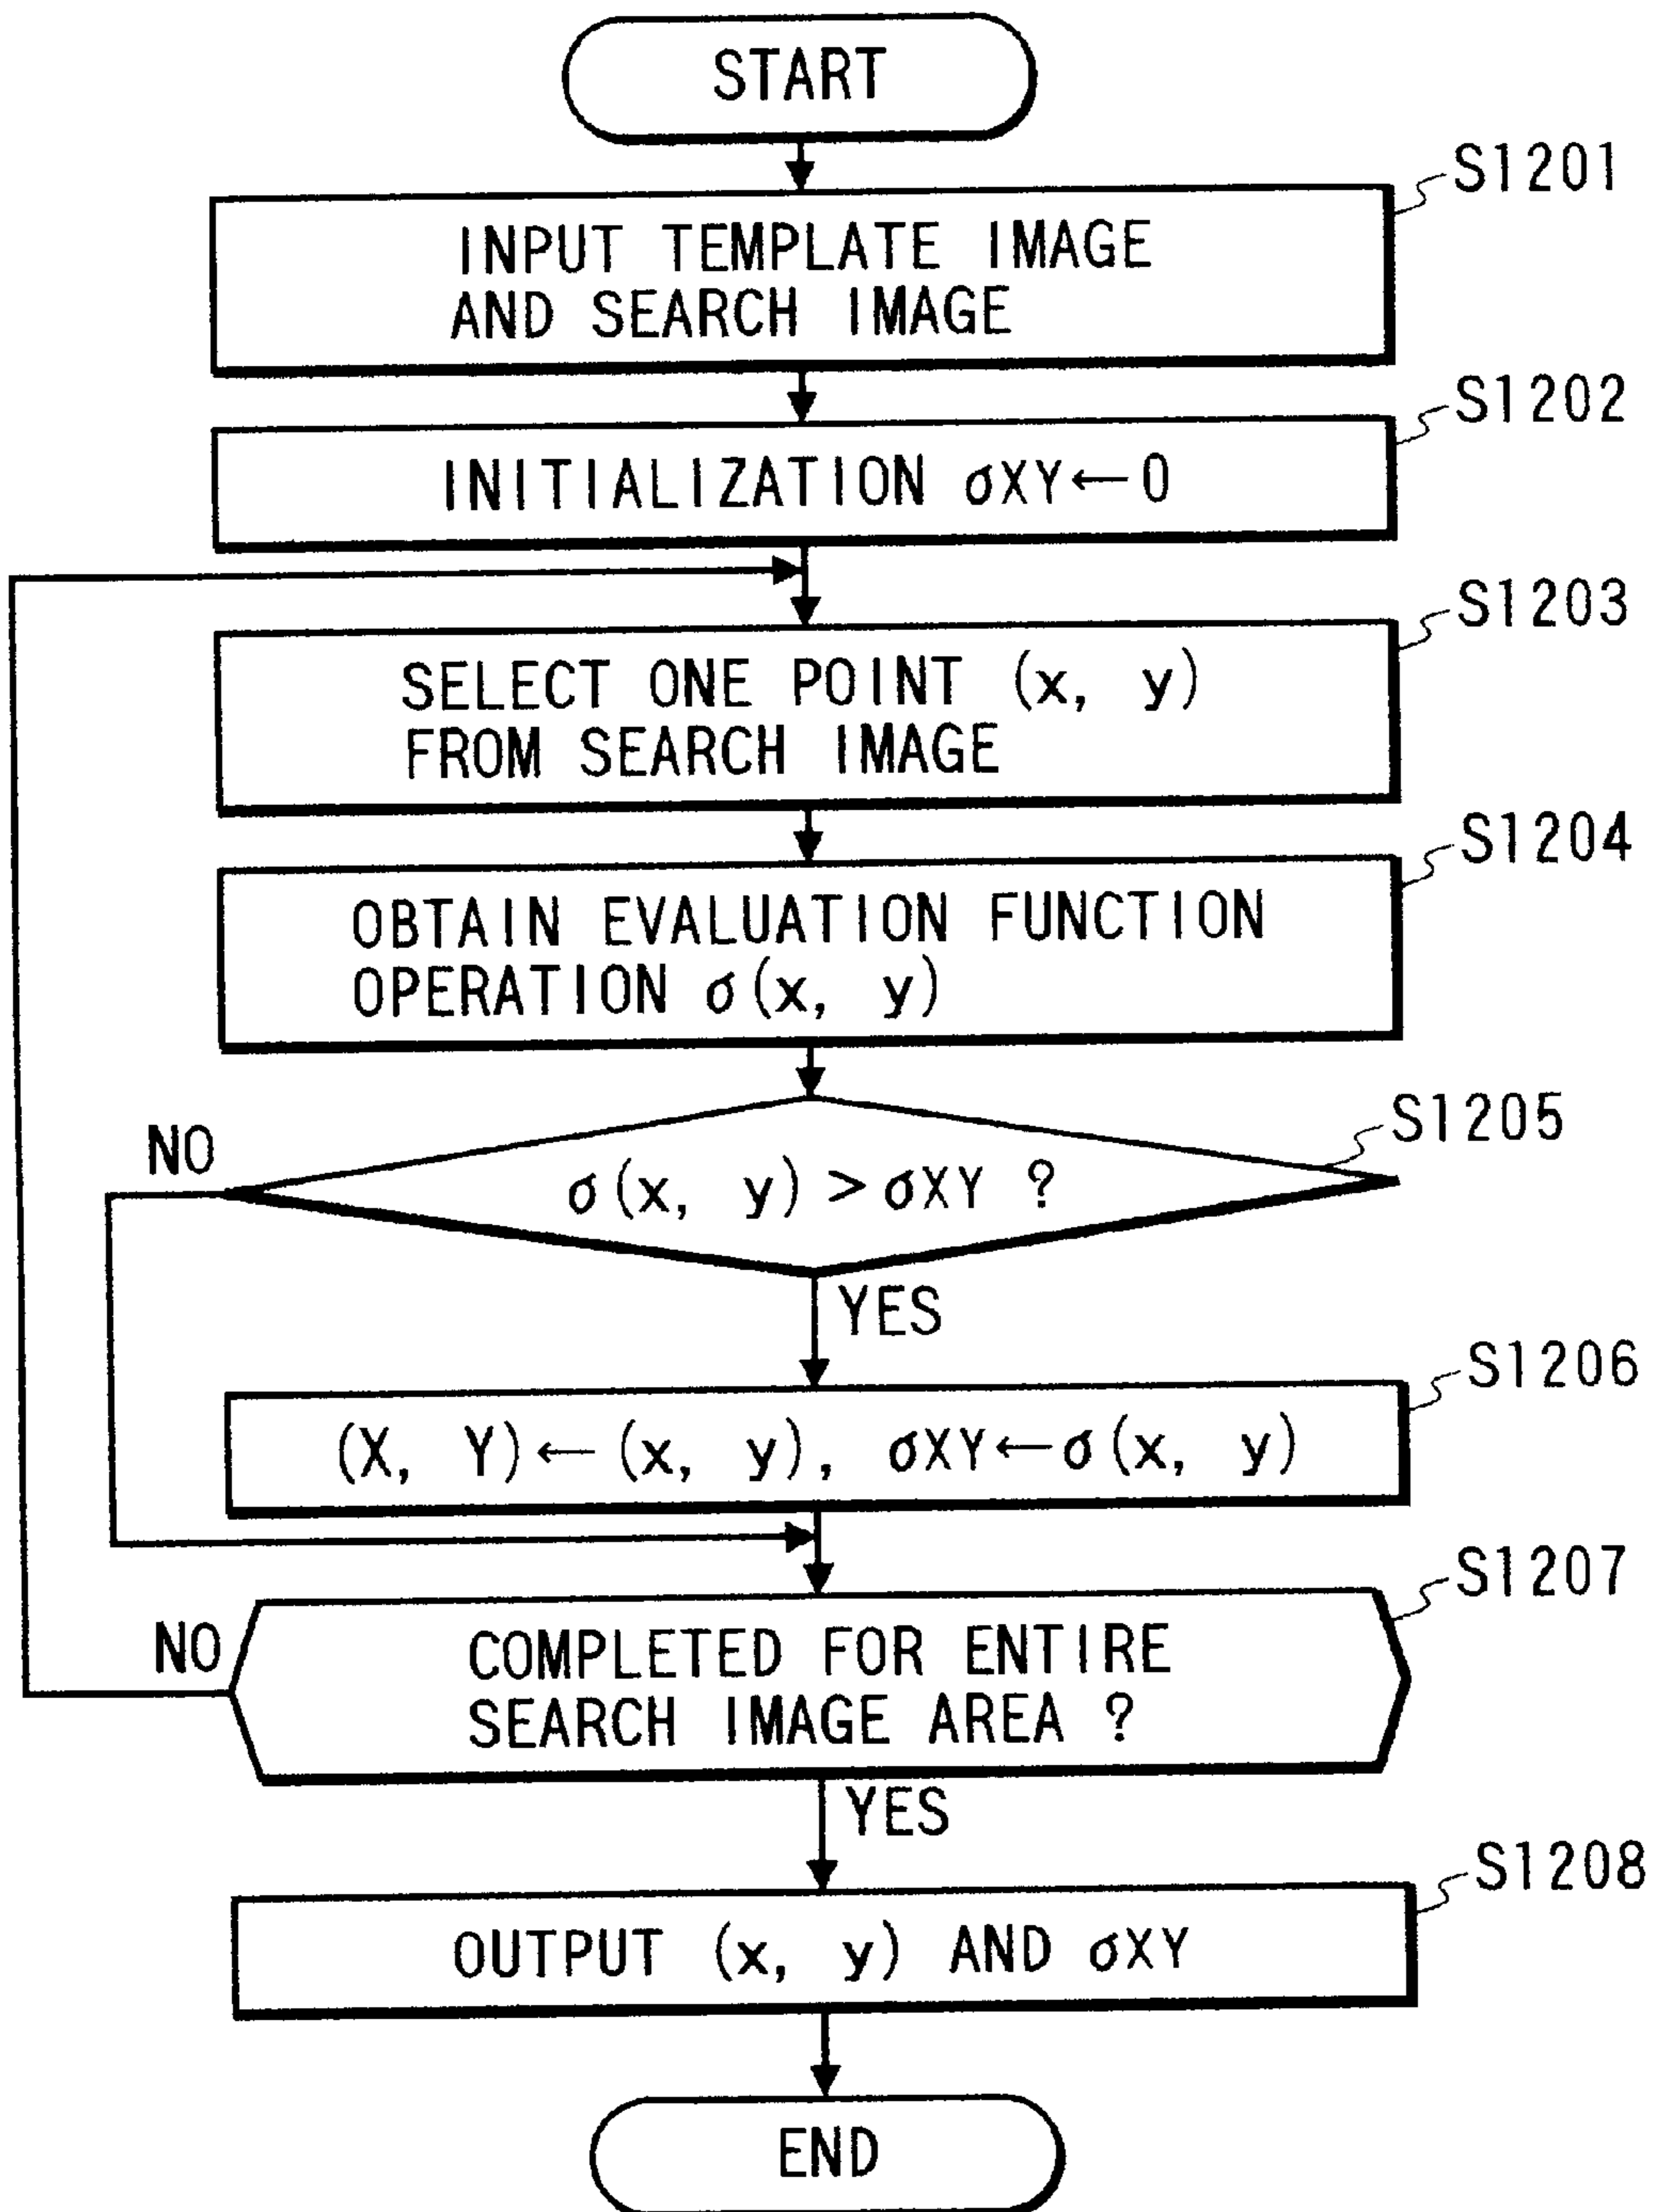 START
S1201
INPUT TEMPLATE IMAGE
AND SEARCH IMAGE
S1202
INITIALIZATION σXY←0
S1203
SELECT ONE POINT (x, y)
FROM SEARCH IMAGE
S1204
OBTAIN EVALUATION FUNCTION
OPERATION σ(x, y)
S1205
NO
σ(x, y) > σXY ?
YES
S1206
(X, Y)←(x, y), σXY←σ(x, y)
S1207
NO
COMPLETED FOR ENTIRE
SEARCH IMAGE AREA ?
YES
S1208
OUTPUT (x, y) AND σXY
END